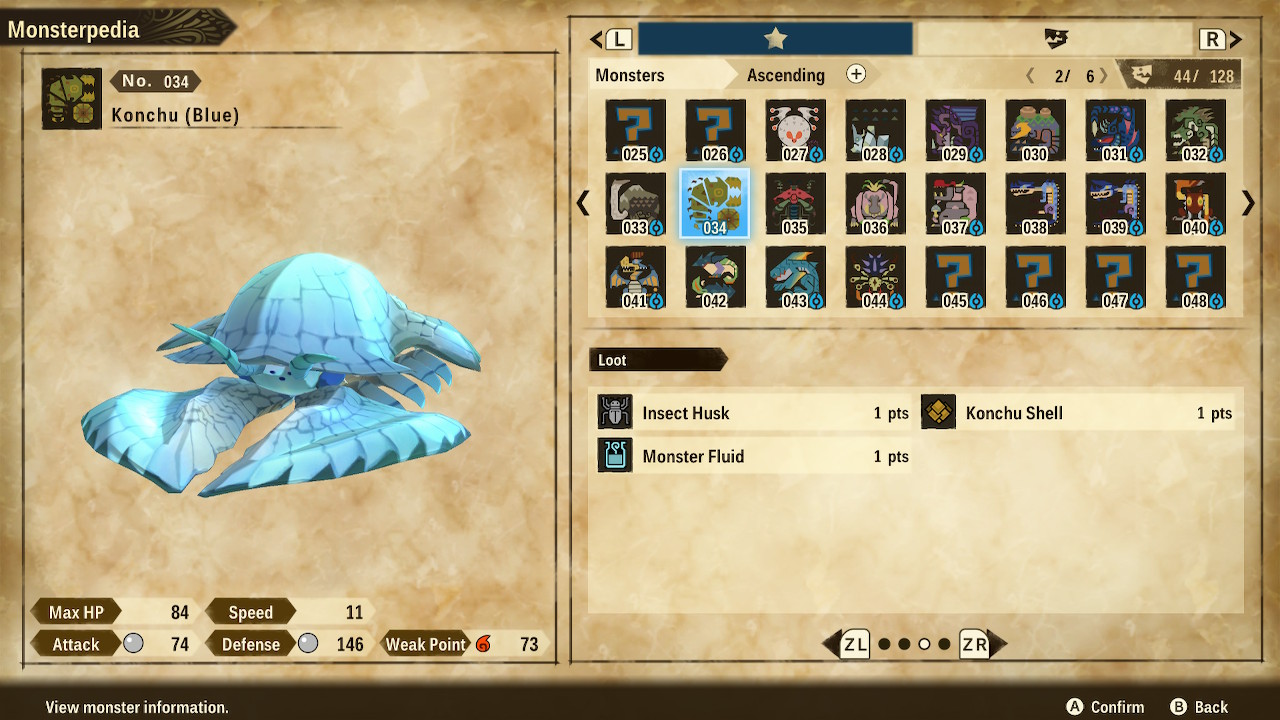 Monsterpedia
No. 034
Konchu (Blue)
L
R
Monsters
Ascending
2/ 6
44/ 128
? 025
? 026
027
028
029
030
031
032
033
034
035
036
037
038
039
040
041
042
043
044
? 045
? 046
? 047
? 048
Loot
Insect Husk 1 pts
Konchu Shell 1 pts
Monster Fluid 1 pts
Max HP 84
Speed 11
Attack 74
Defense 146
Weak Point 73
ZL
ZR
View monster information.
A Confirm
B Back